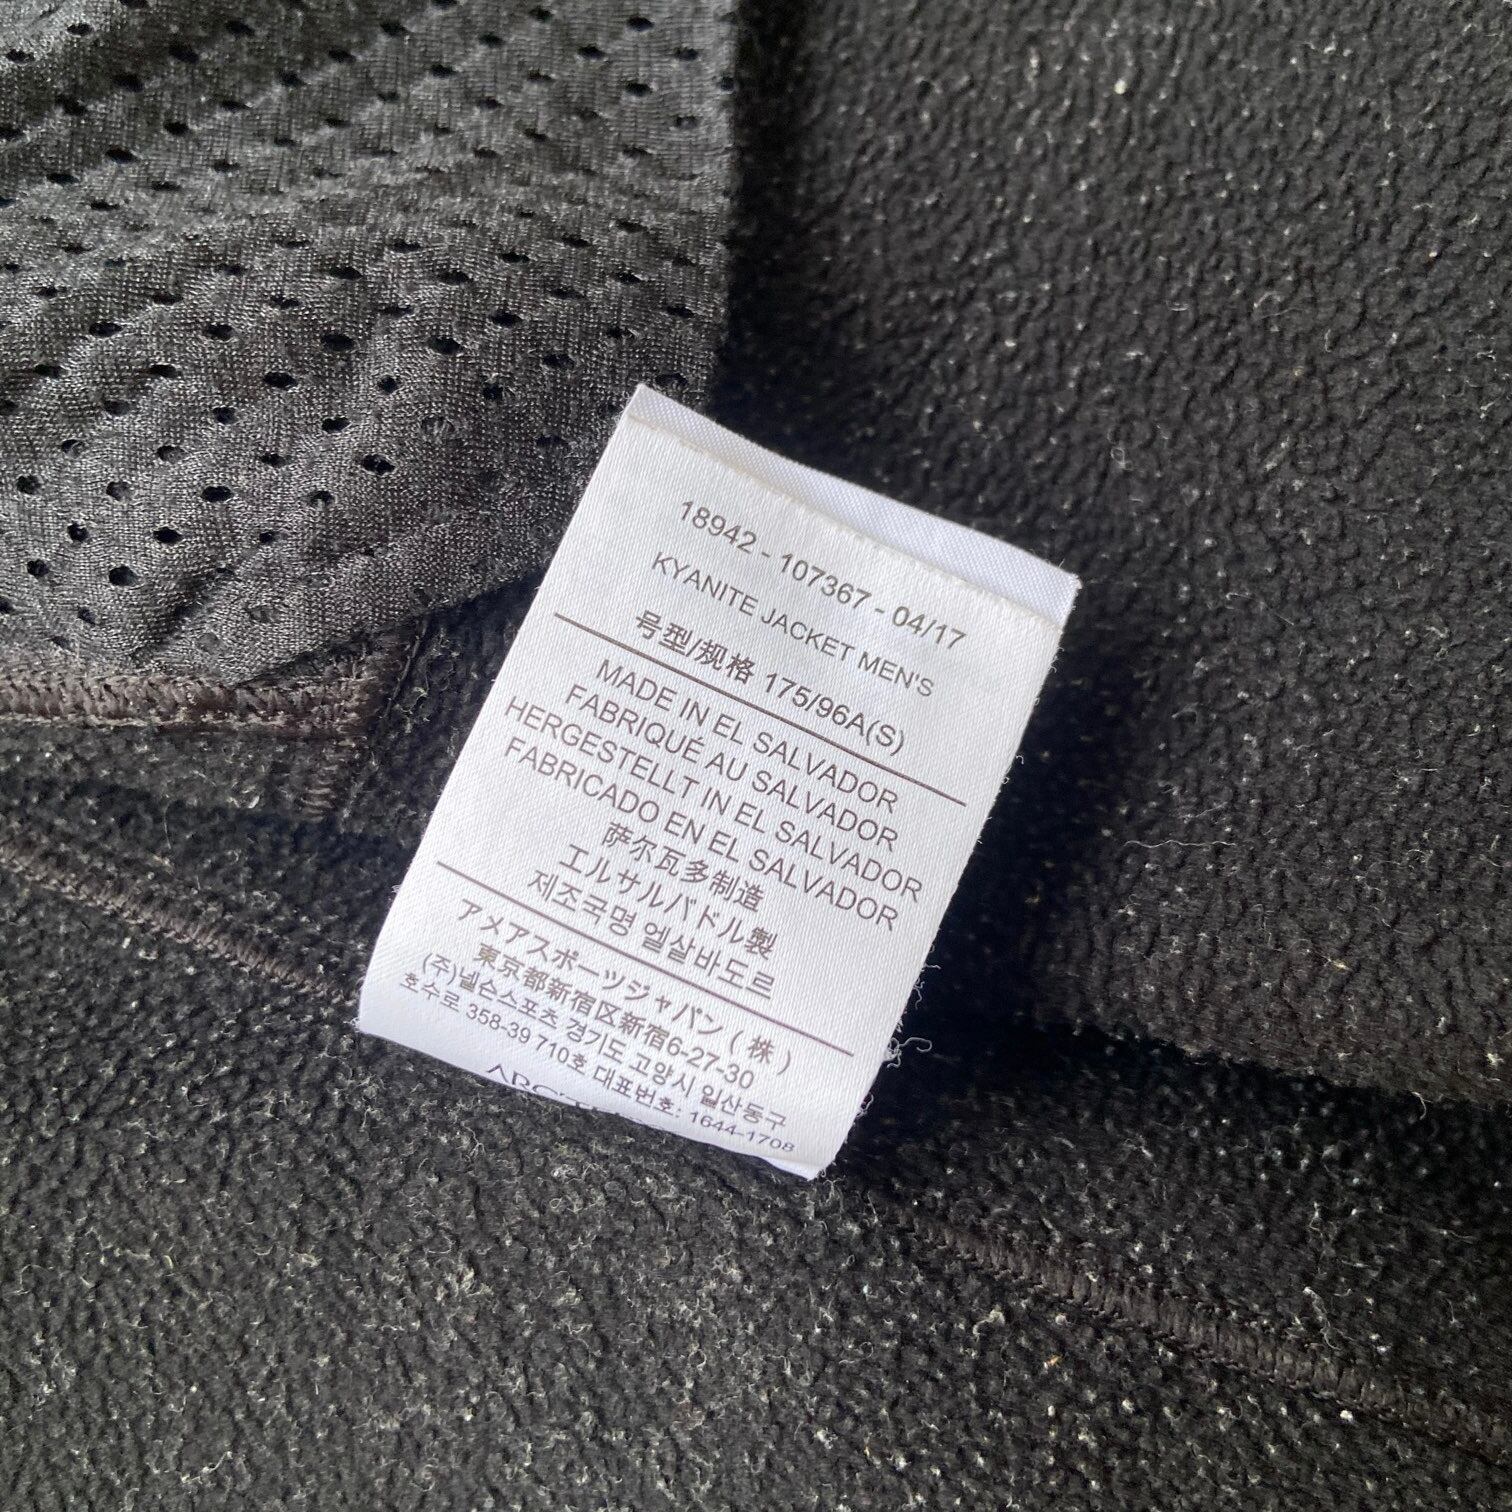 18942 - 107367 - 04/17
KYANITE JACKET MEN'S
号型/规格 175/96A(S)
MADE IN EL SALVADOR
FABRIQUÉ AU SALVADOR
HERGESTELLT IN EL SALVADOR
FABRICADO EN EL SALVADOR
萨尔瓦多制造
エルサルバドル製
제조국명 엘살바도르
アメアスポーツジャパン ( 株 )
東京都新宿区新宿6-27-30
(주)넬슨스포츠 경기도 고양시 일산동구
호수로 358-39 710호 대표번호: 1644-1708